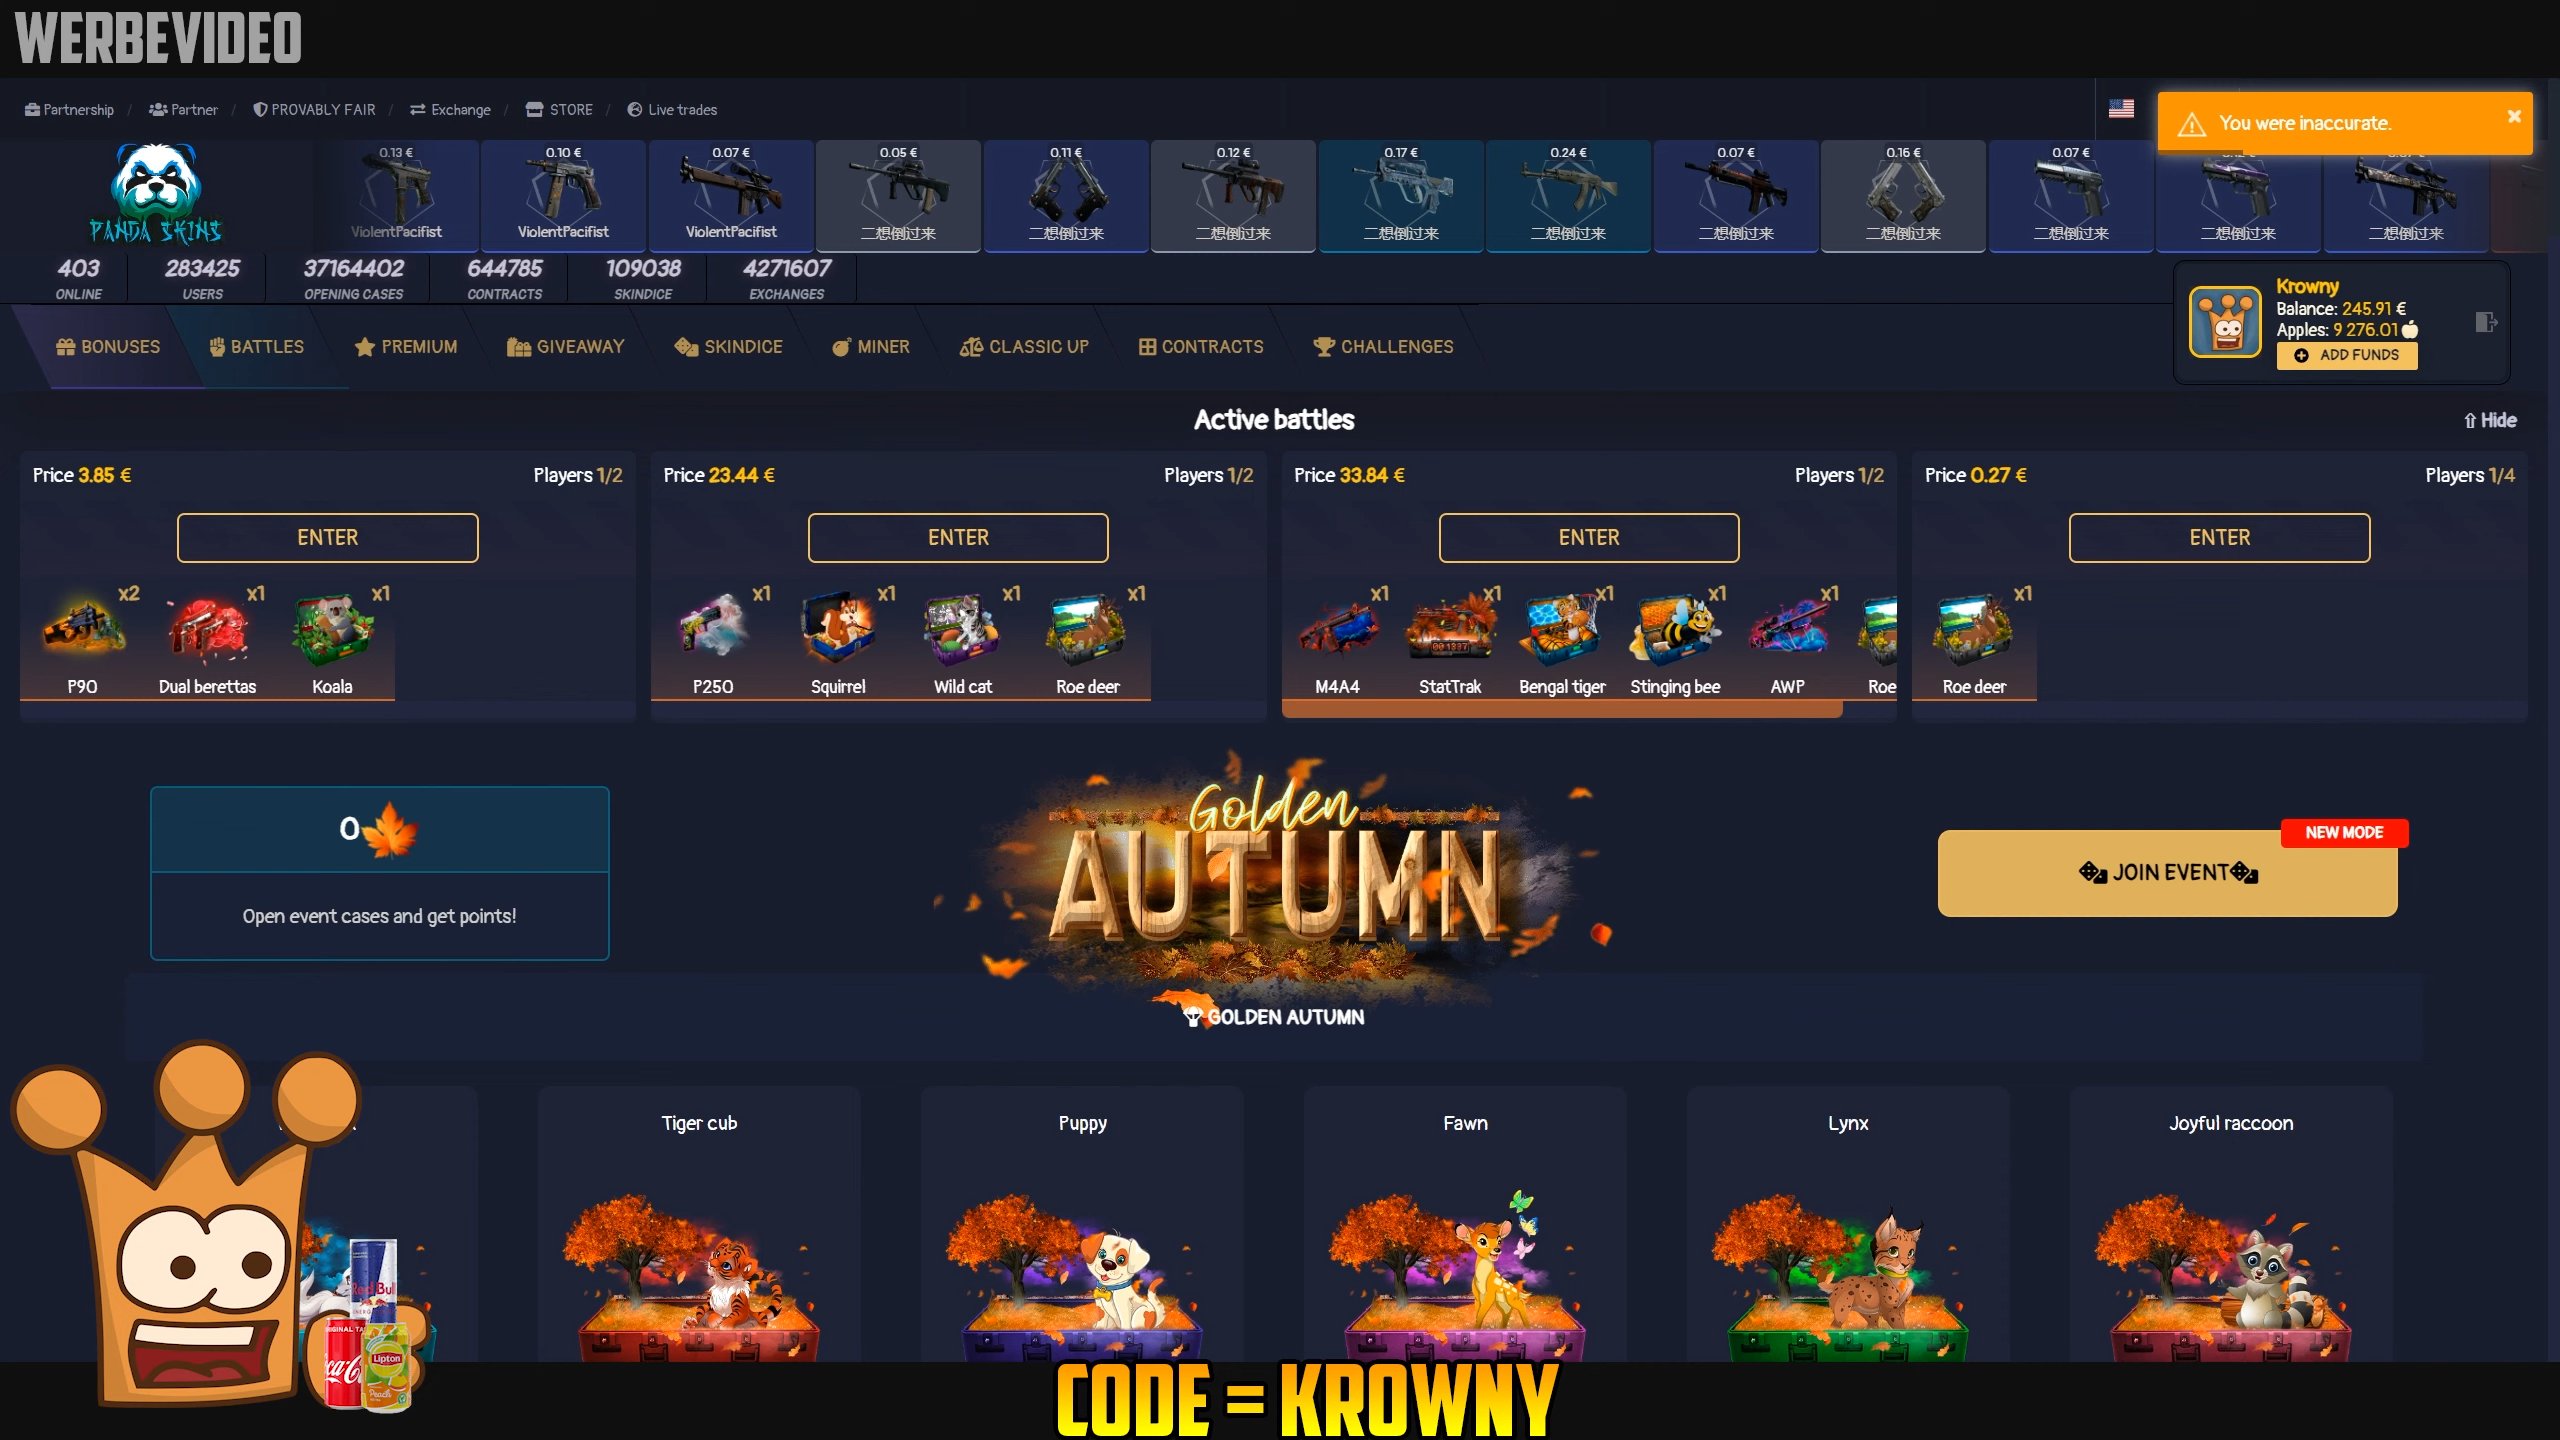 WERBEVIDEO
Partnership / Partner / PROVABLY FAIR / Exchange / STORE / Live trades
You were inaccurate.
PANDA SKINS
0.13 € 0.10 € 0.07 € 0.05 € 0.11 € 0.12 € 0.17 € 0.24 € 0.07 € 0.16 € 0.07 €
ViolentPacifist ViolentPacifist ViolentPacifist 二想倒过来 二想倒过来 二想倒过来 二想倒过来 二想倒过来 二想倒过来 二想倒过来 二想倒过来 二想倒过来 二想倒过来
403 283425 37164402 644785 109038 4271607
ONLINE USERS OPENING CASES CONTRACTS SKINDICE EXCHANGES
Krowny
Balance: 245.91 €
Apples: 9 276.01
ADD FUNDS
BONUSES BATTLES PREMIUM GIVEAWAY SKINDICE MINER CLASSIC UP CONTRACTS CHALLENGES
Active battles
Hide
Price 3.85 € Players 1/2
ENTER
x2 x1 x1
P90 Dual berettas Koala
Price 23.44 € Players 1/2
ENTER
x1 x1 x1 x1
P250 Squirrel Wild cat Roe deer
Price 33.84 € Players 1/2
ENTER
x1 x1 x1 x1 x1
00 1337
M4A4 StatTrak Bengal tiger Stinging bee AWP Roe
Price 0.27 € Players 1/4
ENTER
x1
Roe deer
0
Open event cases and get points!
Golden
AUTUMN
NEW MODE
JOIN EVENT
GOLDEN AUTUMN
Tiger cub Puppy Fawn Lynx Joyful raccoon
Red Bull
Lipton
Peach
CODE = KROWNY